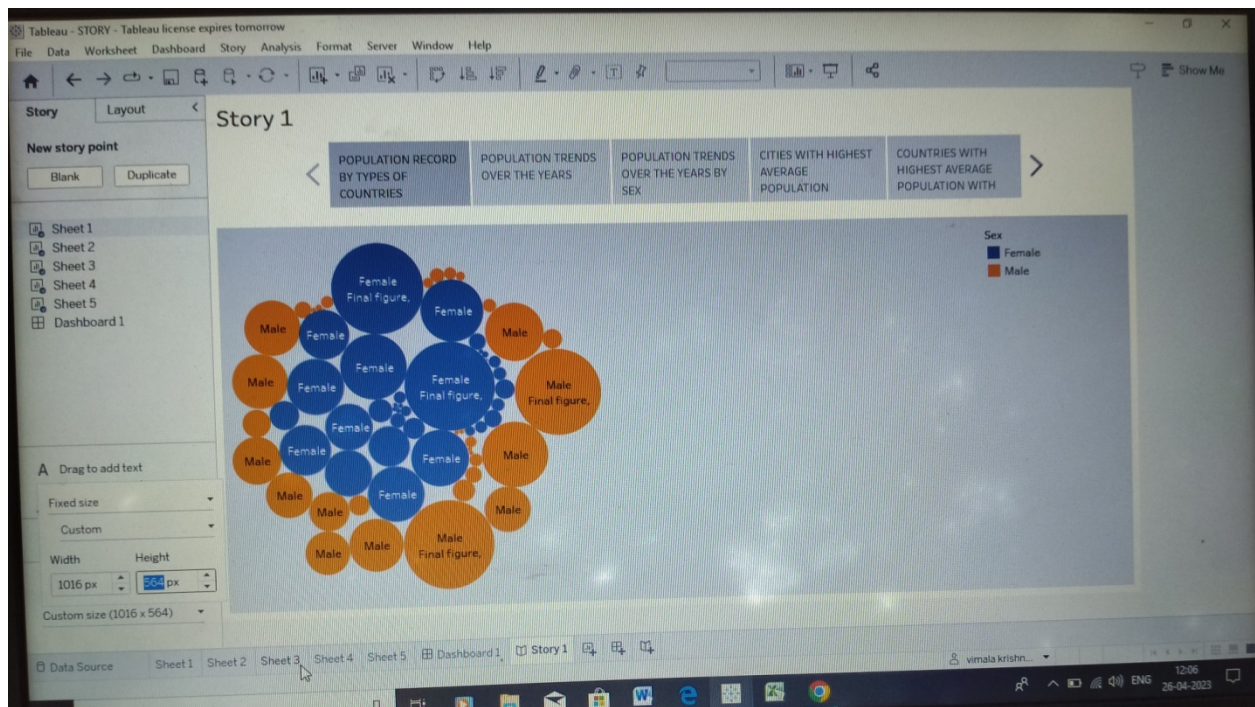 Tableau - STORY - Tableau license expires tomorrow
File Data Worksheet Dashboard Story Analysis Format Server Window Help
Show Me
Story Layout
New story point
Blank Duplicate
Sheet 1
Sheet 2
Sheet 3
Sheet 4
Sheet 5
Dashboard 1
A Drag to add text
Fixed size
Custom
Width Height
1016 px 564 px
Custom size (1016 x 564)
Story 1
POPULATION RECORD
BY TYPES OF
COUNTRIES
POPULATION TRENDS
OVER THE YEARS
POPULATION TRENDS
OVER THE YEARS BY
SEX
CITIES WITH HIGHEST
AVERAGE
POPULATION
COUNTRIES WITH
HIGHEST AVERAGE
POPULATION WITH
Sex
Female
Male
Female
Final figure,
Female
Male
Female
Male
Female
Male
Female
Female
Final figure,
Male
Final figure,
Female
Male
Female
Female
Male
Male
Female
Male
Male
Male
Male
Male
Final figure,
Data Source Sheet 1 Sheet 2 Sheet 3 Sheet 4 Sheet 5 Dashboard 1 Story 1
vimala krishn...
W
ENG
12:06
26-04-2023